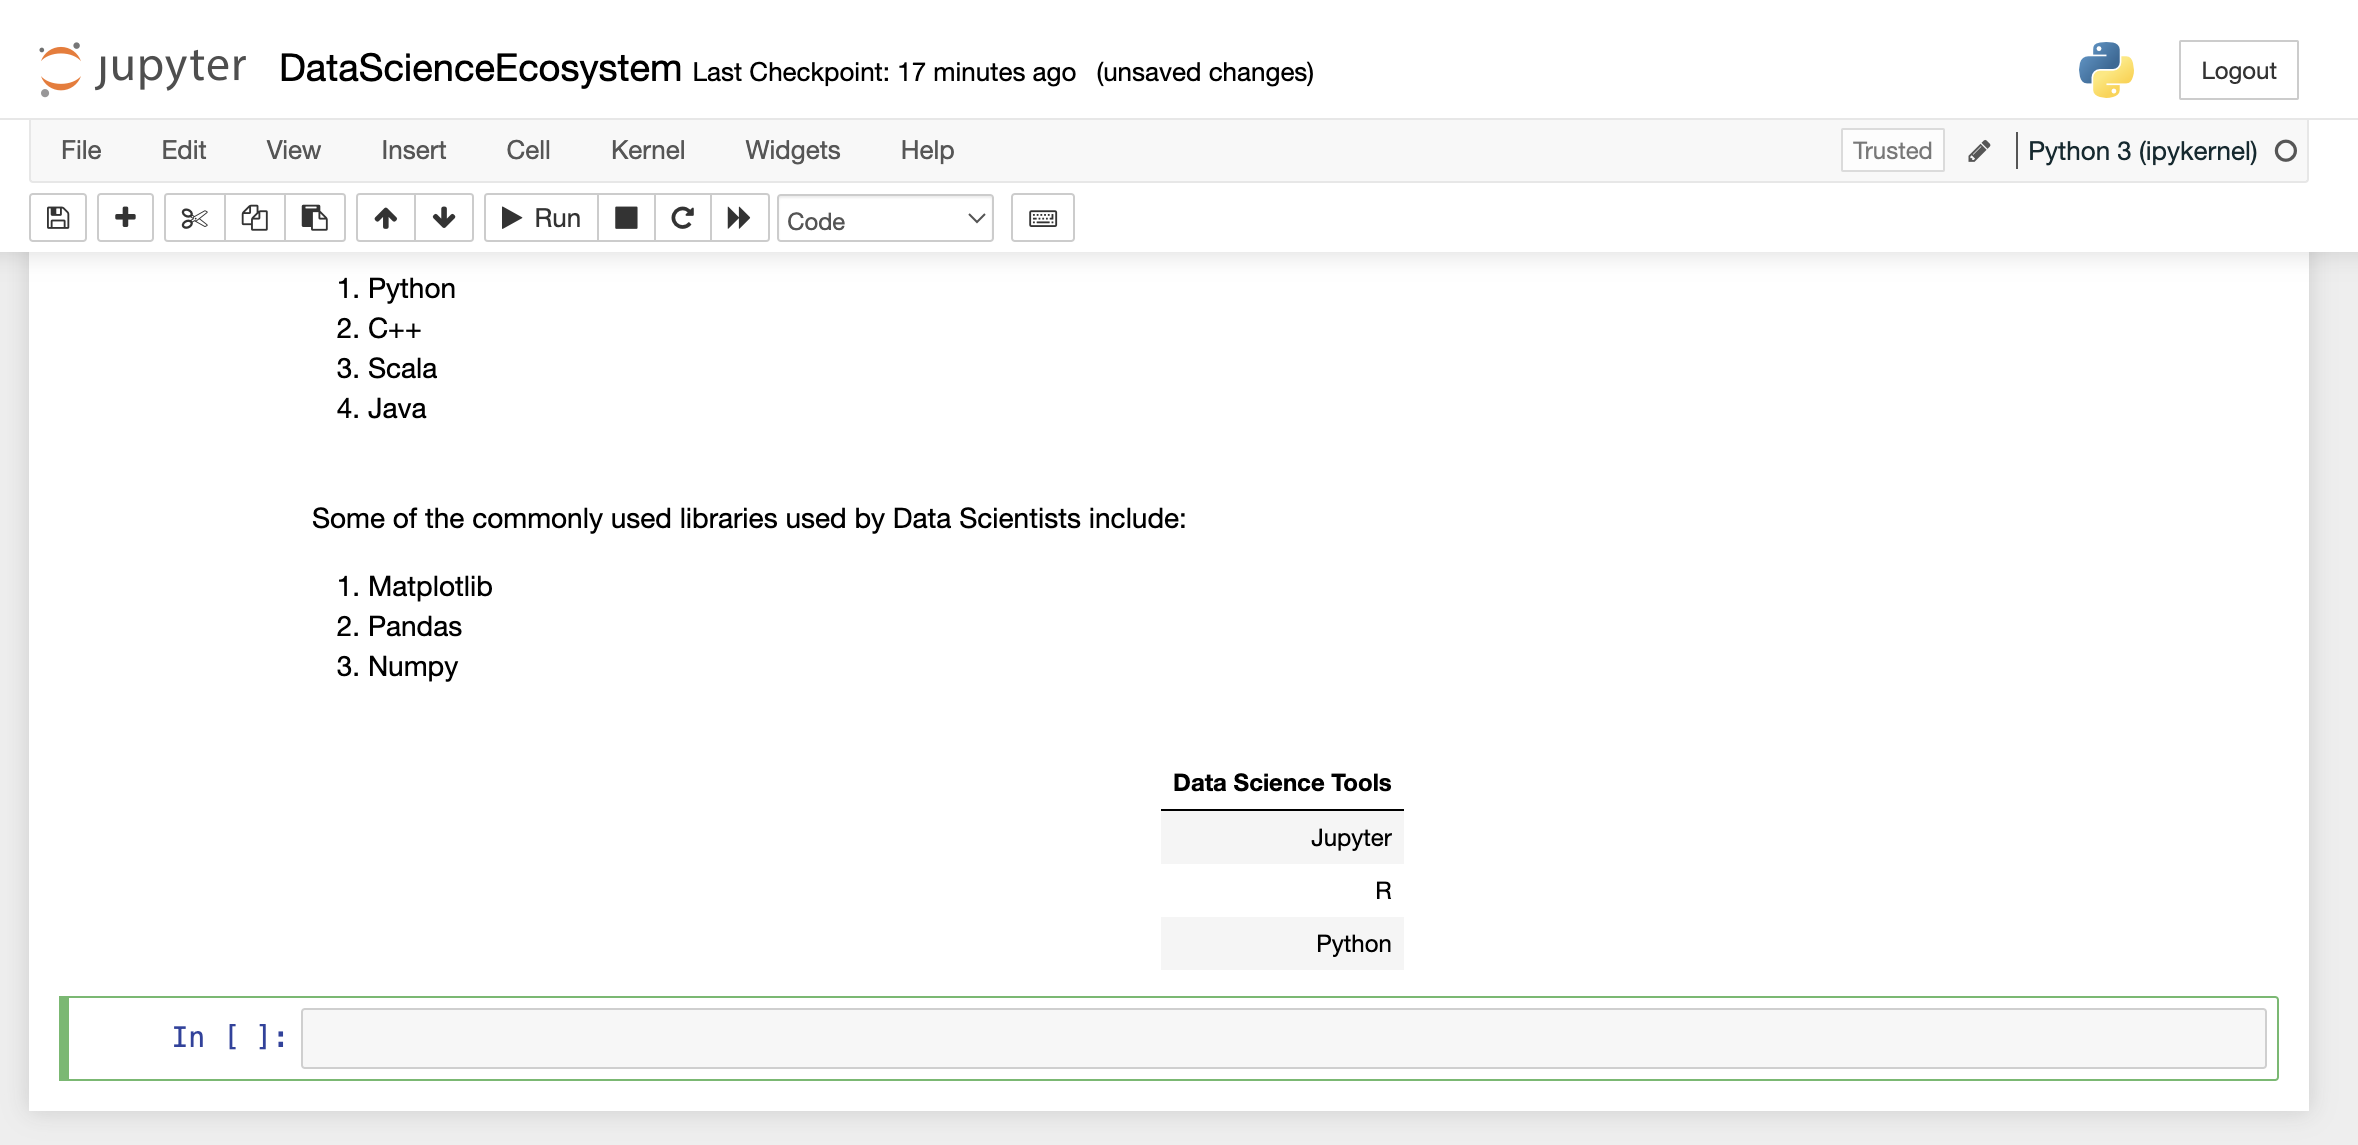 jupyter DataScienceEcosystem Last Checkpoint: 17 minutes ago (unsaved changes)
Logout
File Edit View Insert Cell Kernel Widgets Help
Trusted Python 3 (ipykernel)
Run Code
1. Python
2. C++
3. Scala
4. Java
Some of the commonly used libraries used by Data Scientists include:
1. Matplotlib
2. Pandas
3. Numpy
Data Science Tools
Jupyter
R
Python
In [ ]: